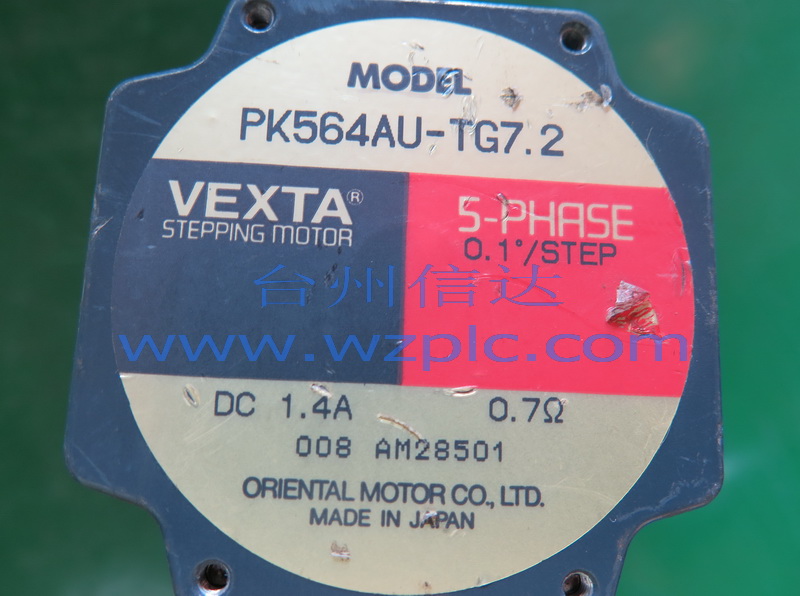 MODEL
PK564AU-TG7.2
VEXTA®
STEPPING MOTOR
5-PHASE
0.1°/STEP
台州信达
www.wzplc.com
DC 1.4A 0.7Ω
008 AM28501
ORIENTAL MOTOR CO., LTD.
MADE IN JAPAN